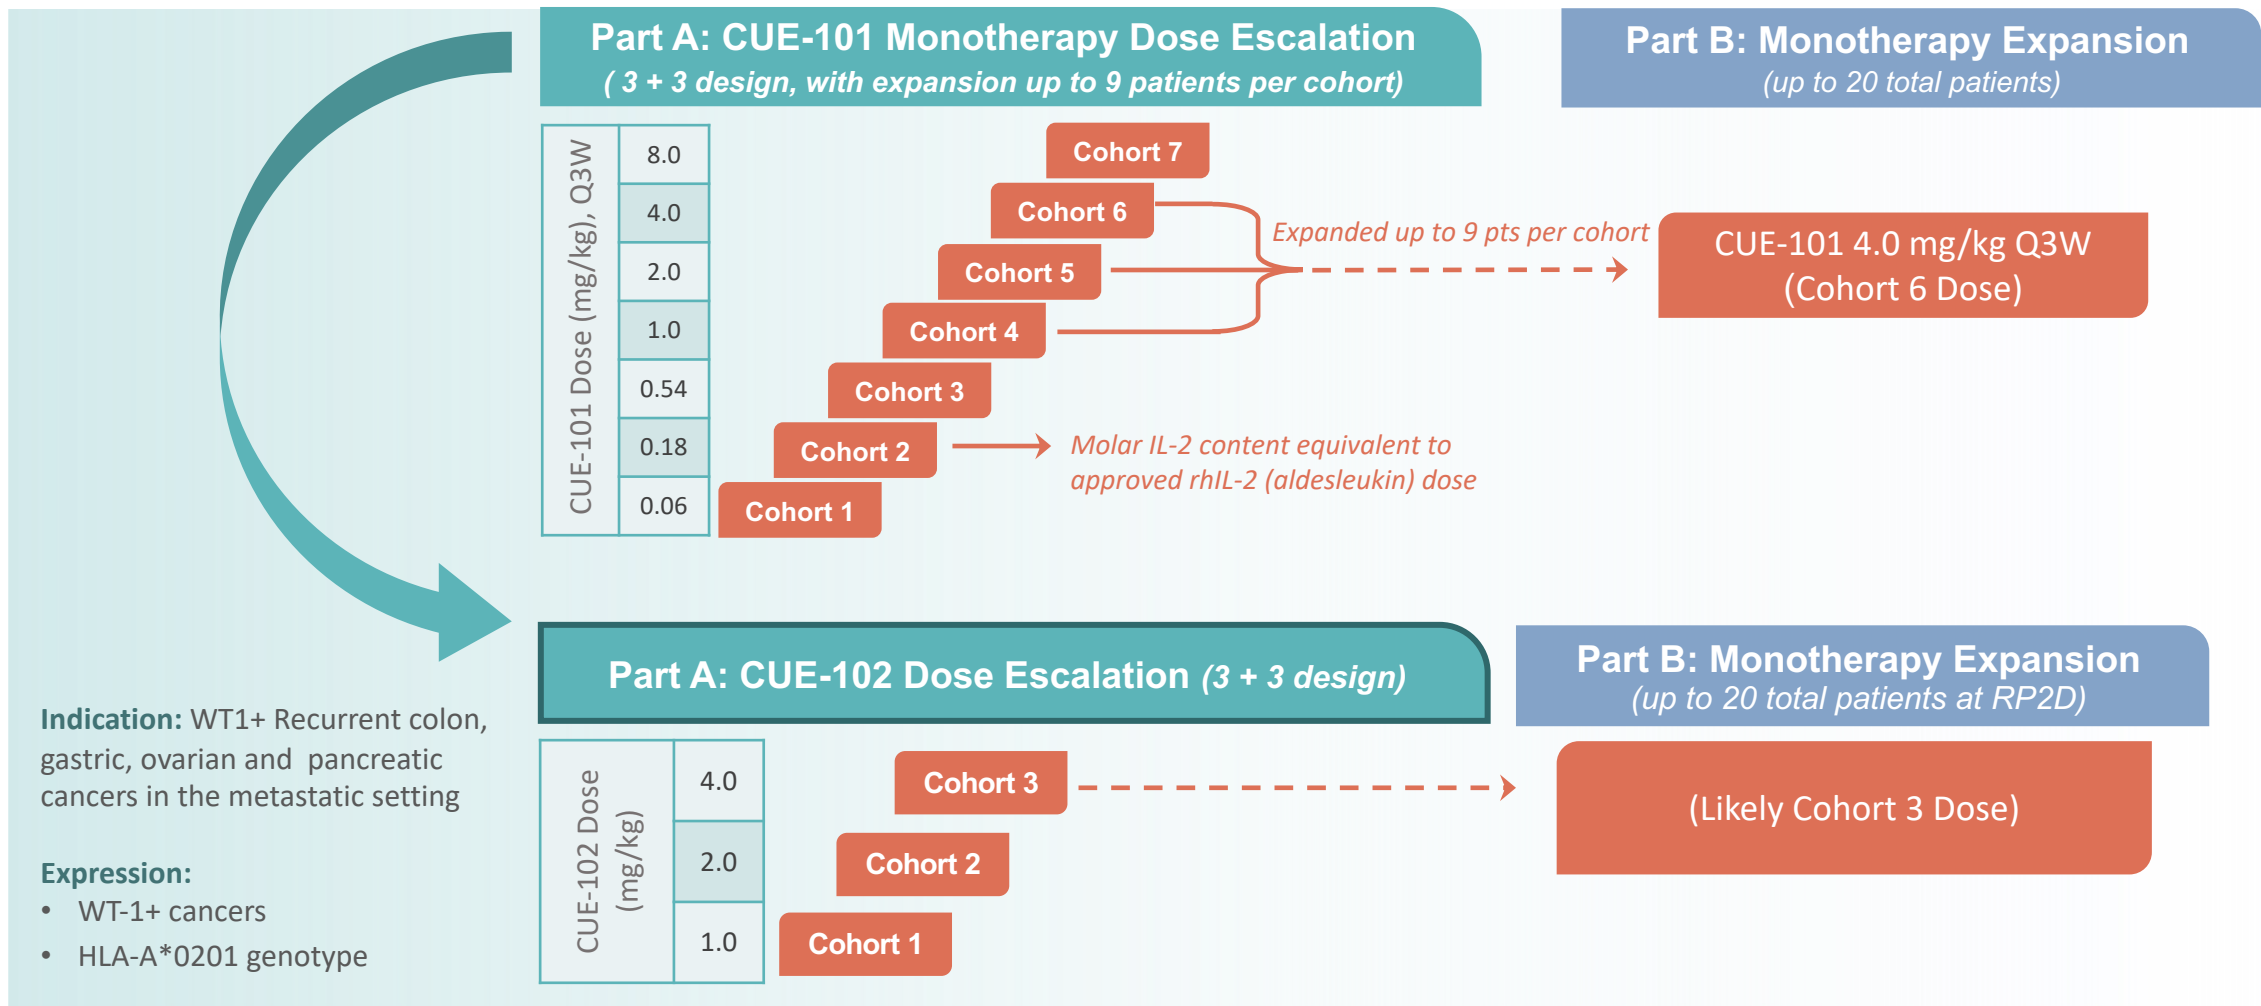 Part A: CUE-101 Monotherapy Dose Escalation
( 3 + 3 design, with expansion up to 9 patients per cohort)
Part B: Monotherapy Expansion
(up to 20 total patients)
CUE-101 Dose (mg/kg), Q3W
8.0
4.0
2.0
1.0
0.54
0.18
0.06
Cohort 7
Cohort 6
Cohort 5
Cohort 4
Cohort 3
Cohort 2
Cohort 1
Expanded up to 9 pts per cohort
CUE-101 4.0 mg/kg Q3W
(Cohort 6 Dose)
Molar IL-2 content equivalent to
approved rhIL-2 (aldesleukin) dose
Part A: CUE-102 Dose Escalation (3 + 3 design)
Part B: Monotherapy Expansion
(up to 20 total patients at RP2D)
Indication: WT1+ Recurrent colon,
gastric, ovarian and pancreatic
cancers in the metastatic setting
Expression:
• WT-1+ cancers
• HLA-A*0201 genotype
CUE-102 Dose
(mg/kg)
4.0
2.0
1.0
Cohort 3
Cohort 2
Cohort 1
(Likely Cohort 3 Dose)